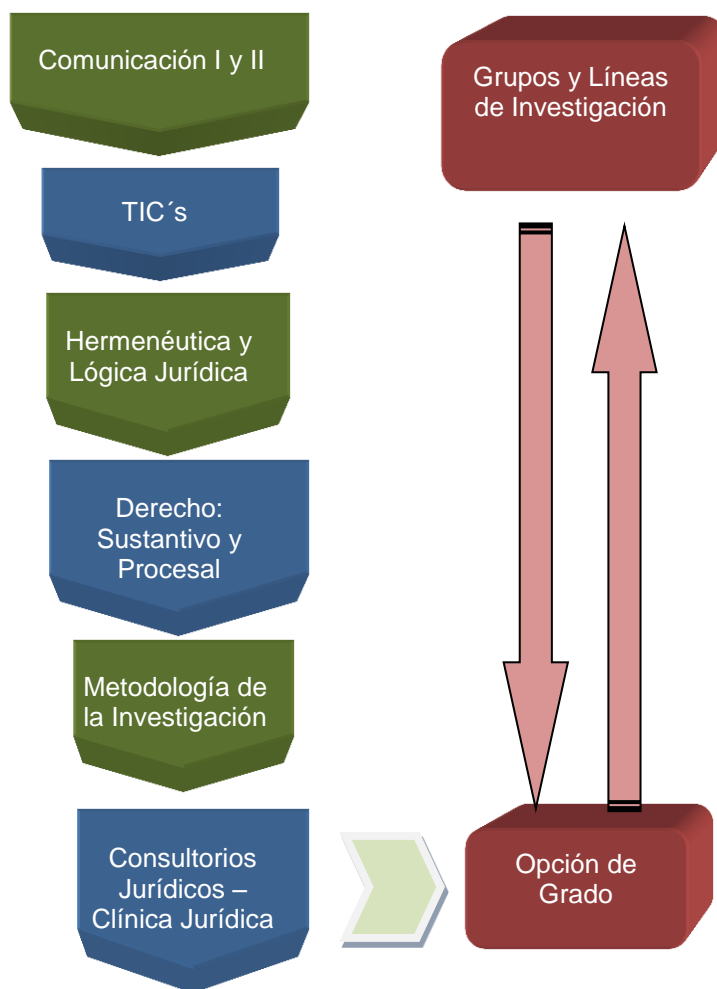 Comunicación I y II
TIC´s
Hermenéutica y
Lógica Jurídica
Derecho:
Sustantivo y
Procesal
Metodología de
la Investigación
Consultorios
Jurídicos –
Clínica Jurídica
Grupos y Líneas
de Investigación
Opción de
Grado